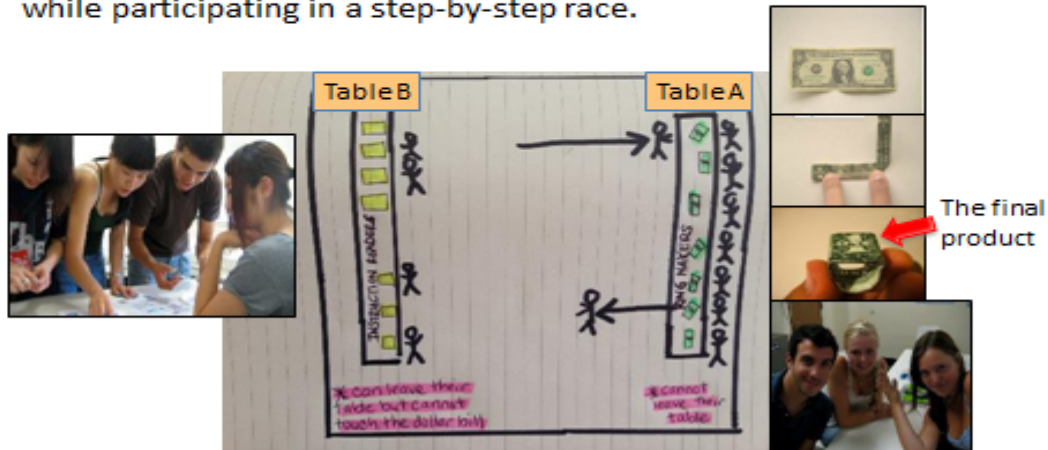 while participating in a step-by-step race.
Table B
Table A
INSTRUCTION READERS
RING MAKERS
The final
product
* can leave their
table but cannot
touch the dollar bill
* cannot
leave their
table